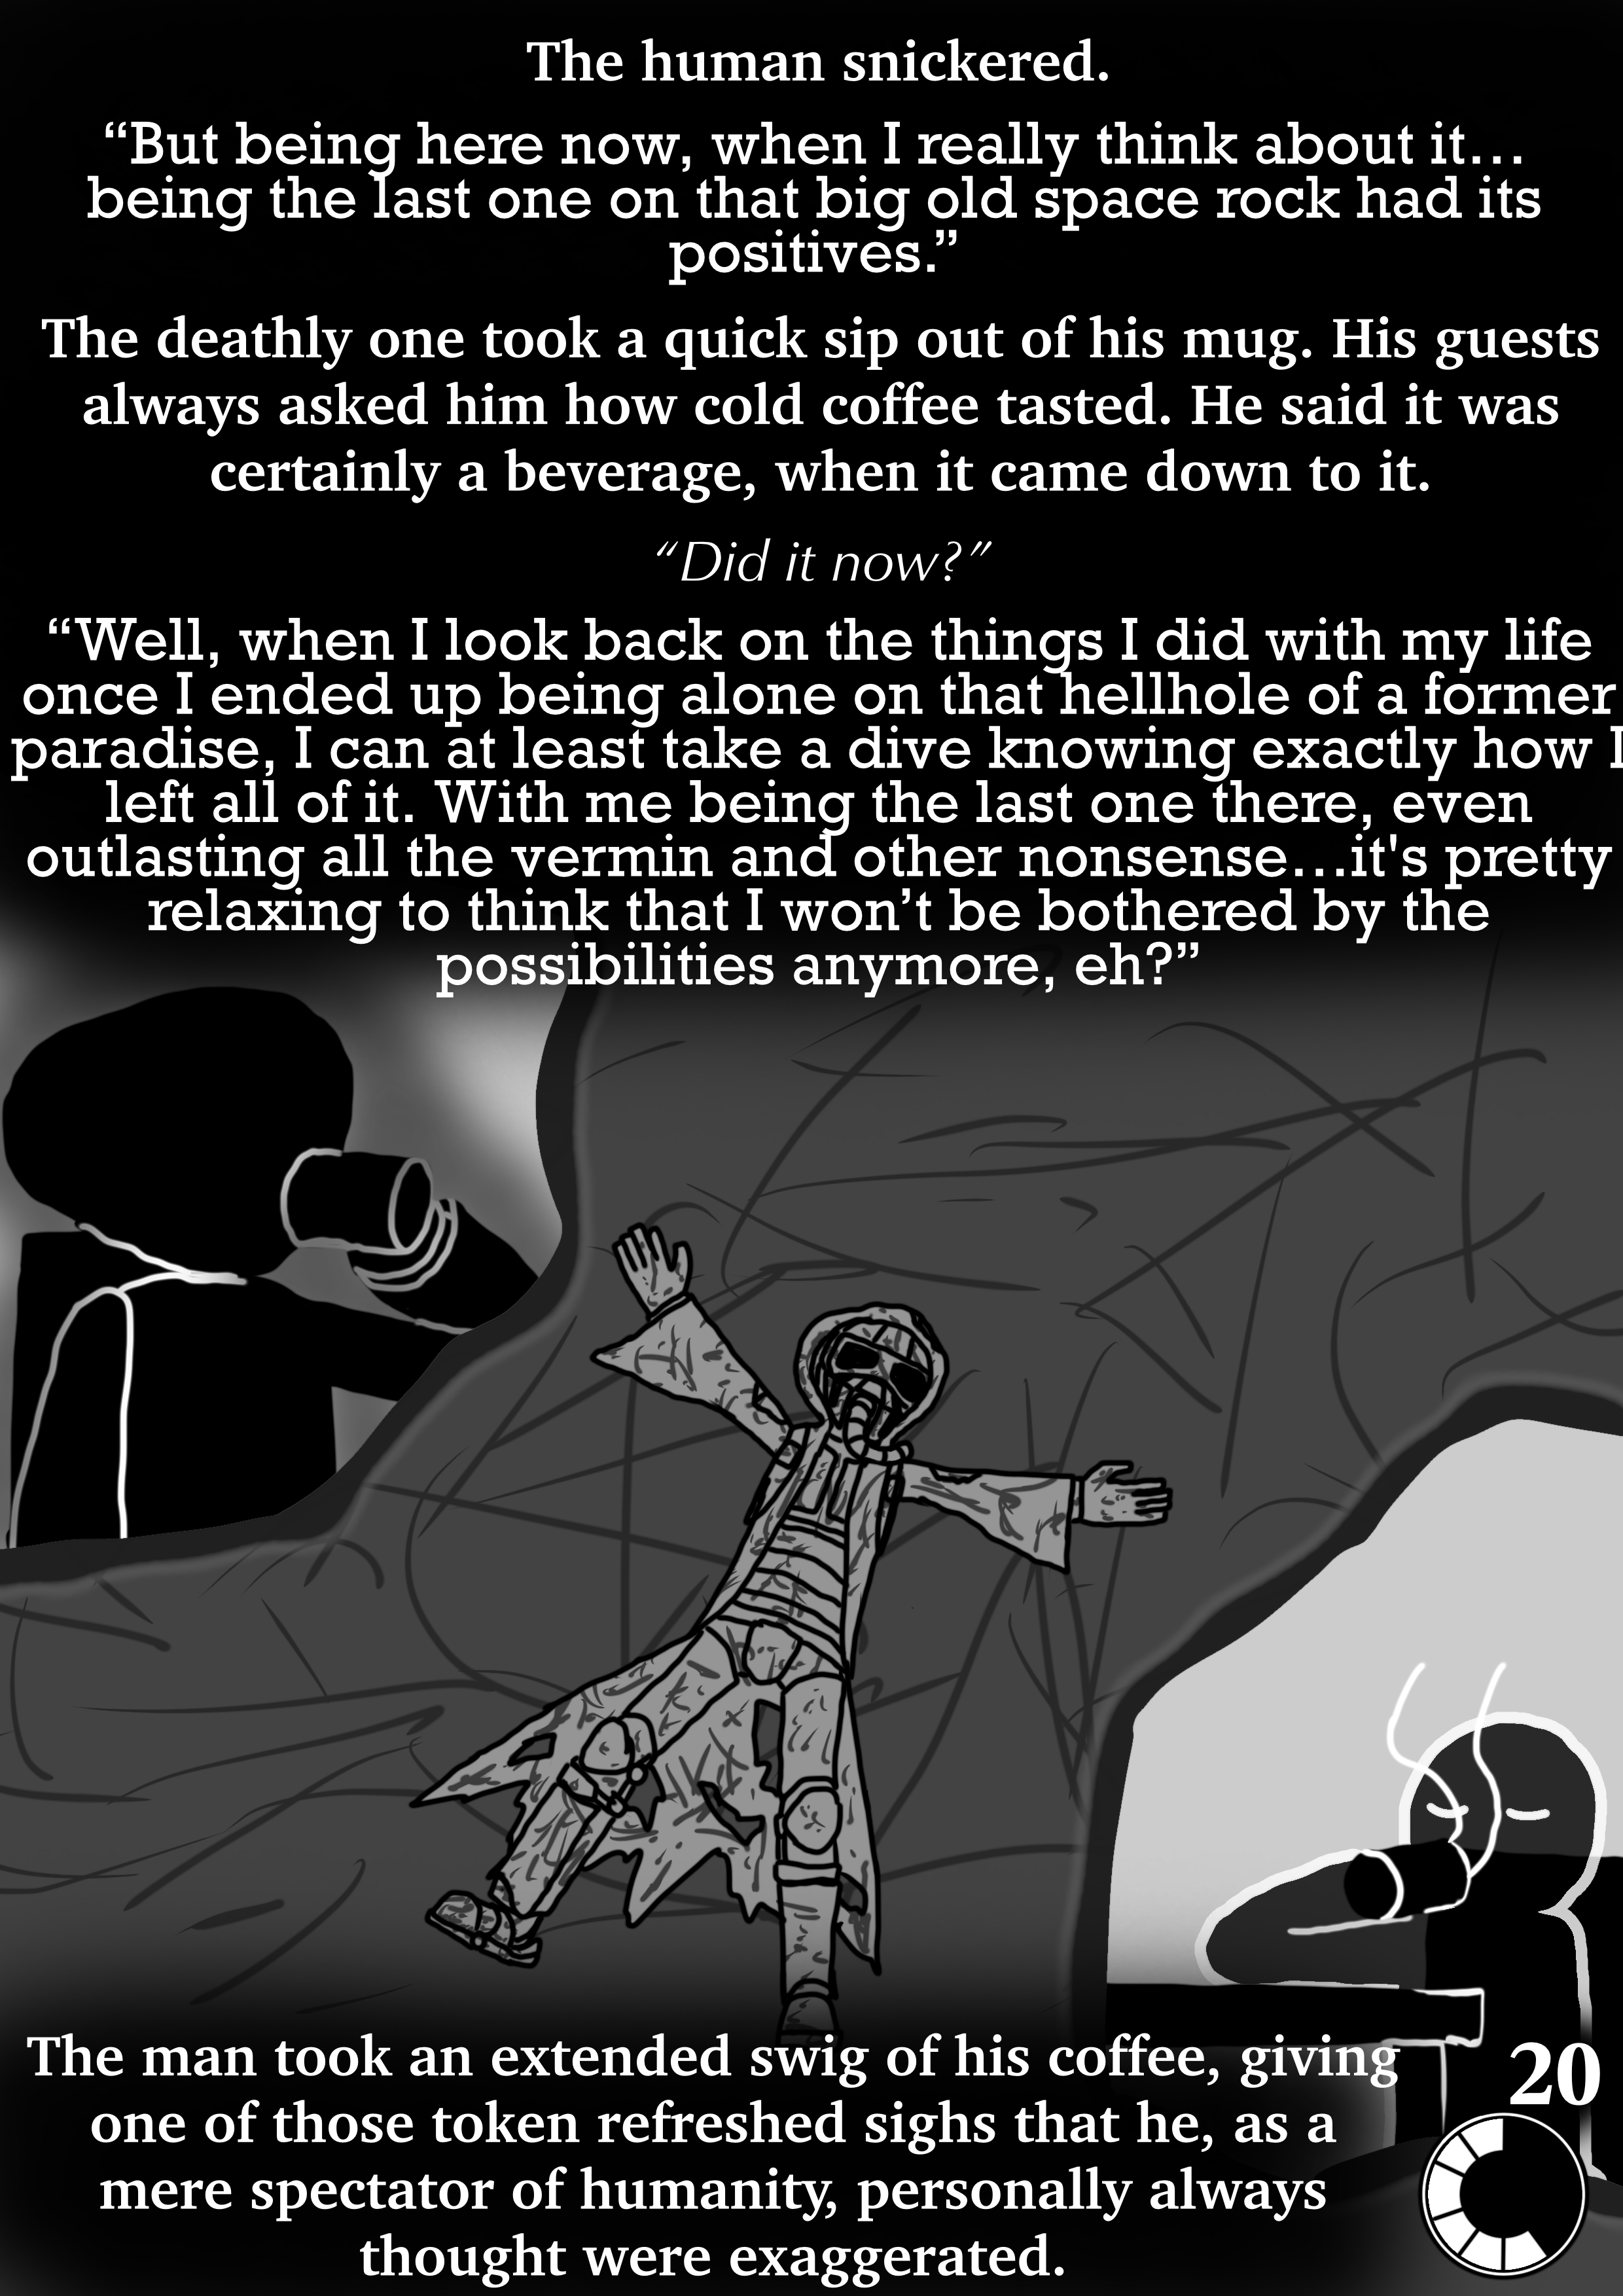 The human snickered.
“But being here now, when I really think about it…
being the last one on that big old space rock had its
positives.”
The deathly one took a quick sip out of his mug. His guests
always asked him how cold coffee tasted. He said it was
certainly a beverage, when it came down to it.
“Did it now?”
“Well, when I look back on the things I did with my life
once I ended up being alone on that hellhole of a former
paradise, I can at least take a dive knowing exactly how I
left all of it. With me being the last one there, even
outlasting all the vermin and other nonsense…it's pretty
relaxing to think that I won’t be bothered by the
possibilities anymore, eh?”
The man took an extended swig of his coffee, giving
one of those token refreshed sighs that he, as a
mere spectator of humanity, personally always
thought were exaggerated.
20